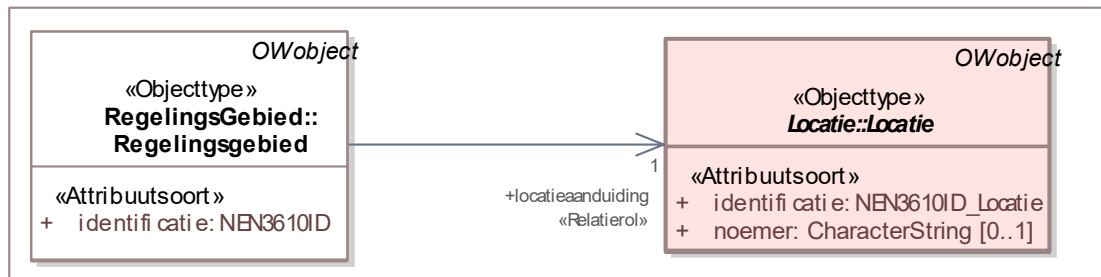 OWobject
«Objecttype»
RegelingsGebied::
Regelingsgebied
«Attribuutsoort»
+ identificatie: NEN3610ID
1
+locatieaanduiding
«Relatierol»
OWobject
«Objecttype»
Locatie::Locatie
«Attribuutsoort»
+ identificatie: NEN3610ID_Locatie
+ noemer: CharacterString [0..1]